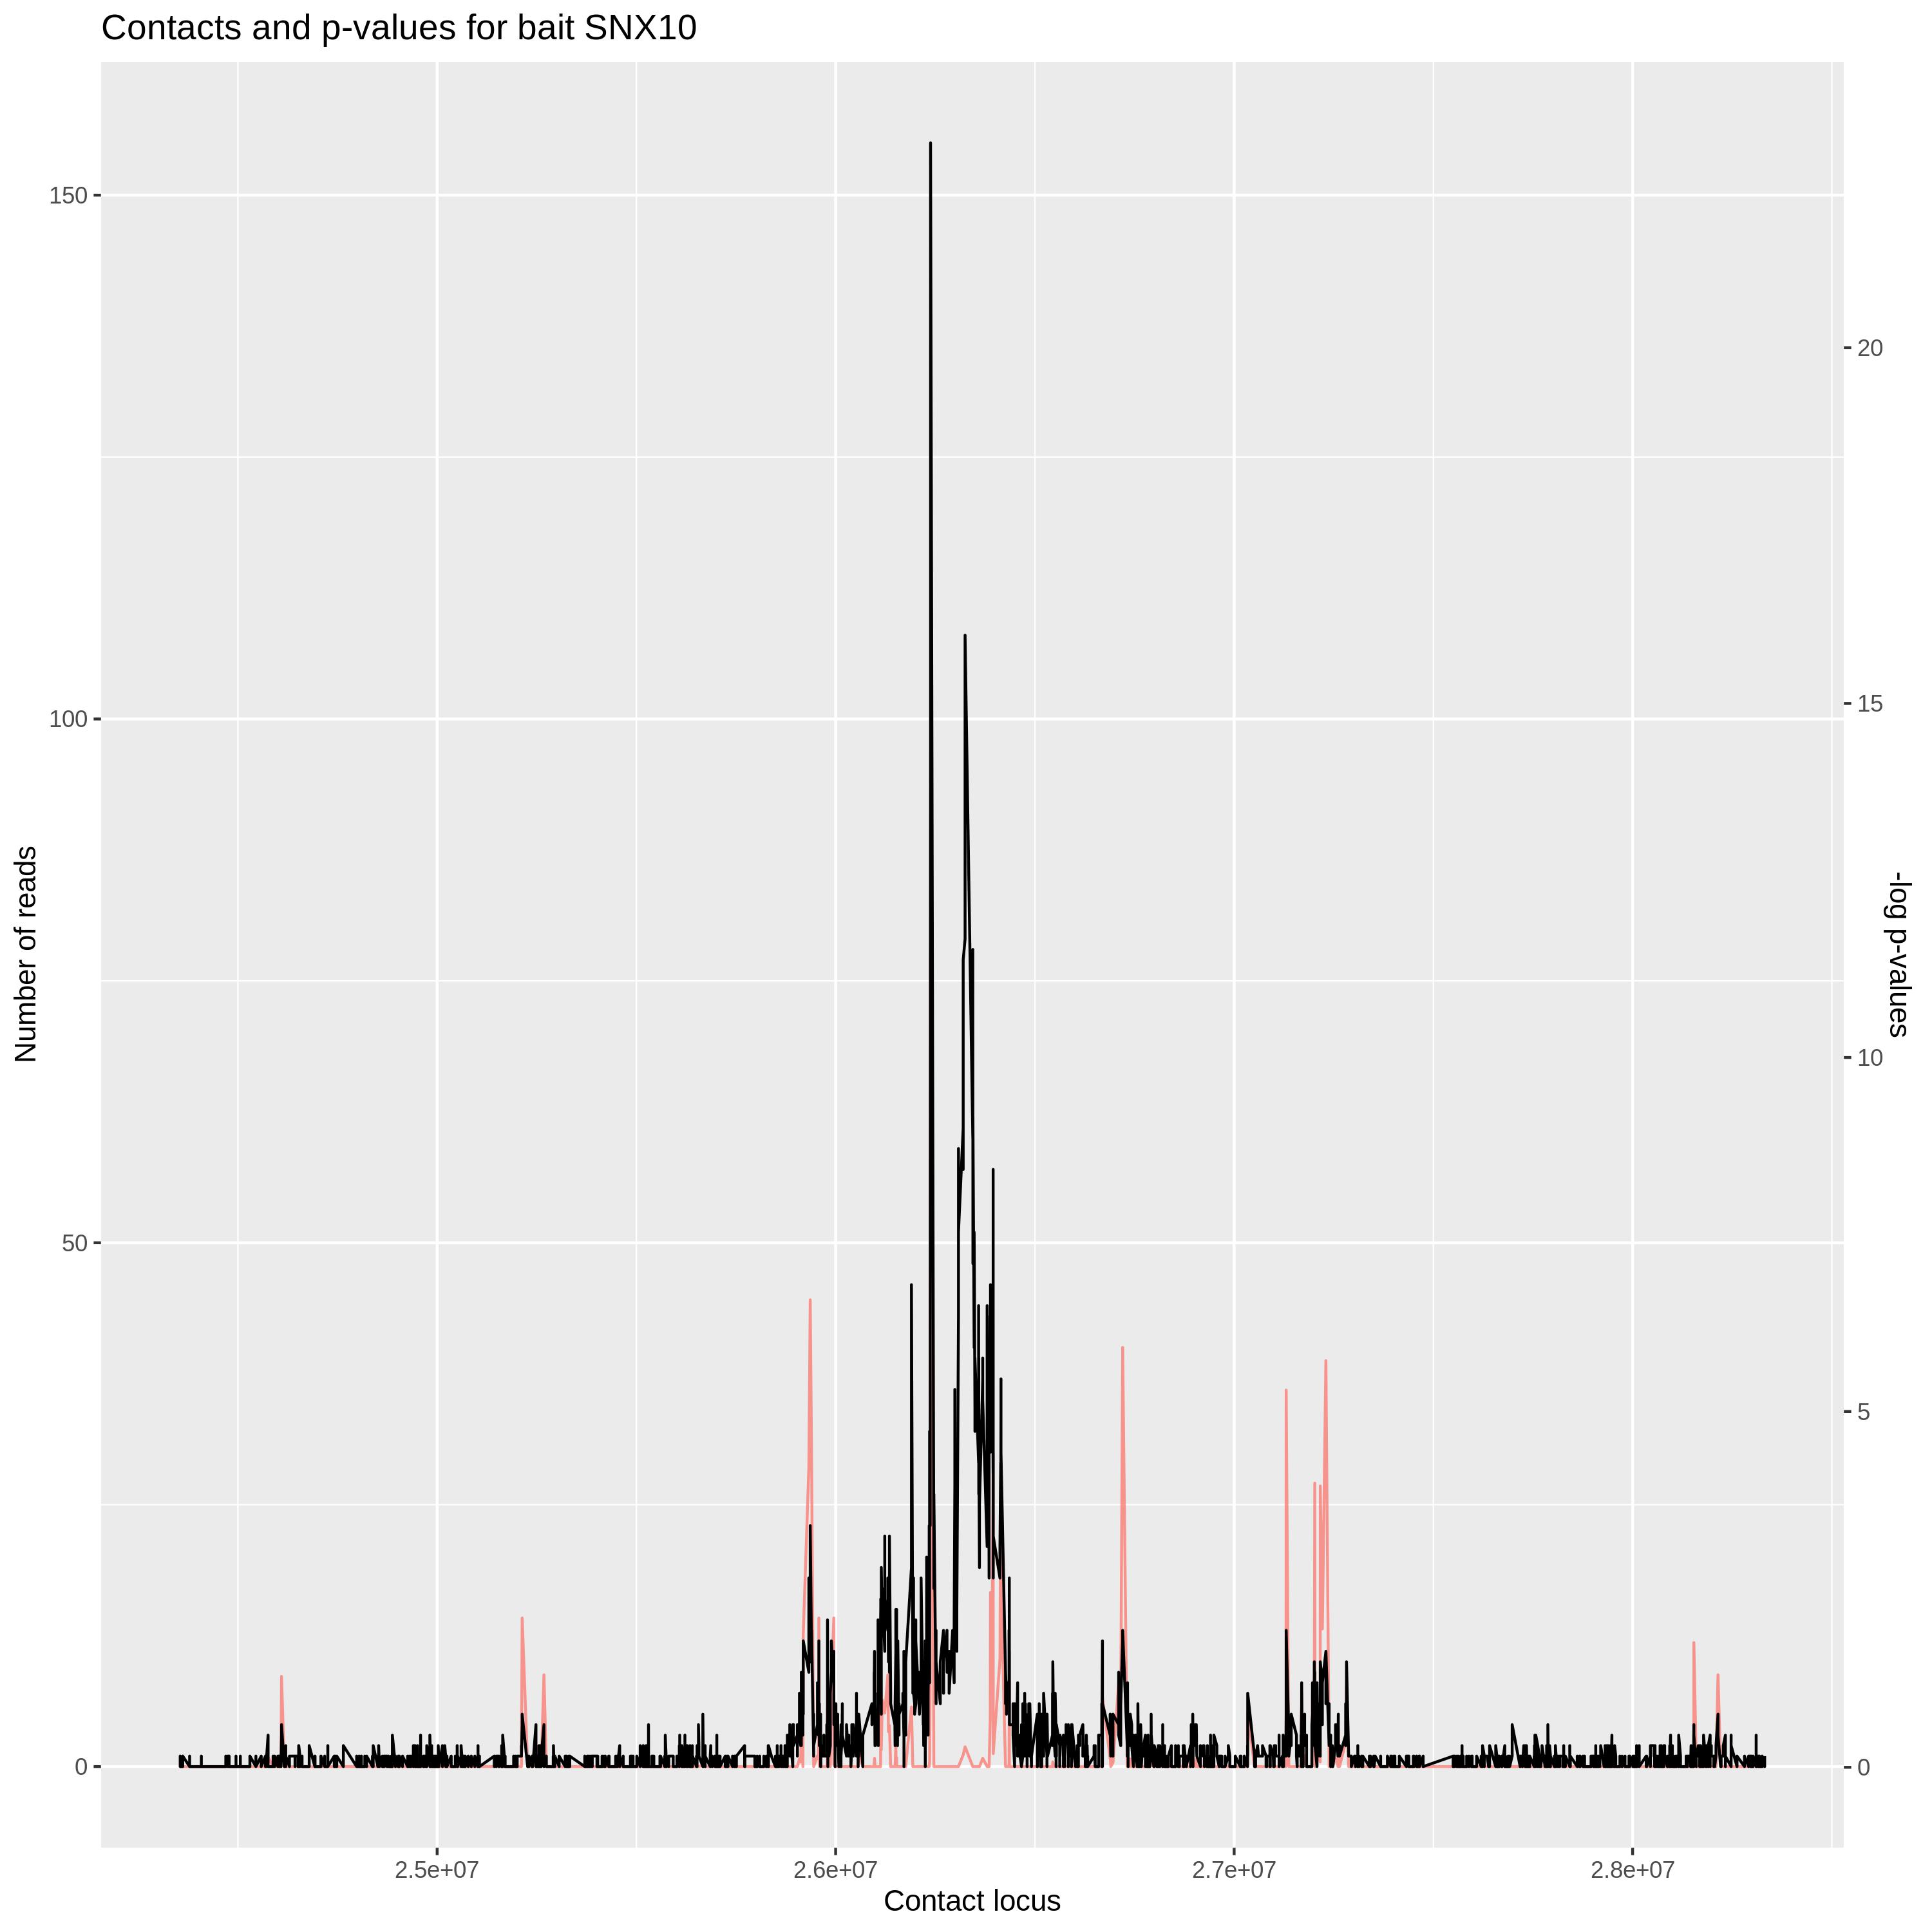 Contacts and p-values for bait SNX10
150
100
50
0
Number of reads
20
15
10
5
0
-log p-values
2.5e+07
2.6e+07
2.7e+07
2.8e+07
Contact locus